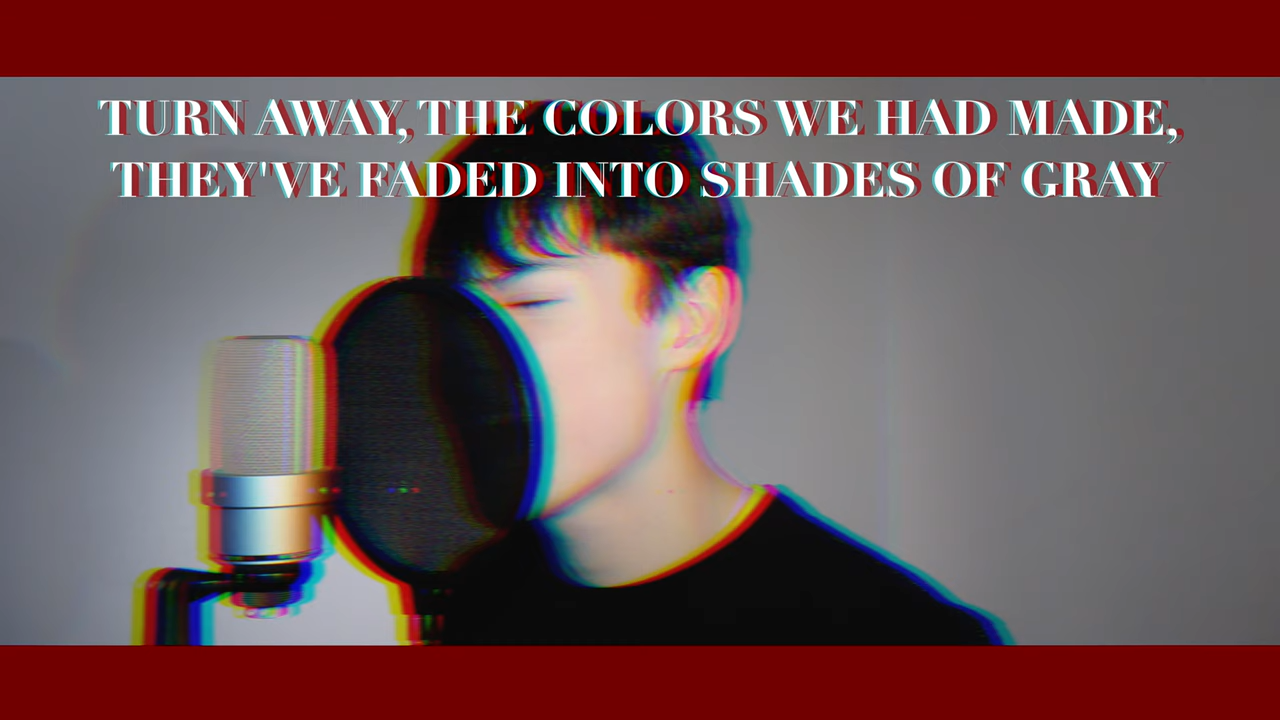 TURN AWAY, THE COLORS WE HAD MADE,
THEY'VE FADED INTO SHADES OF GRAY